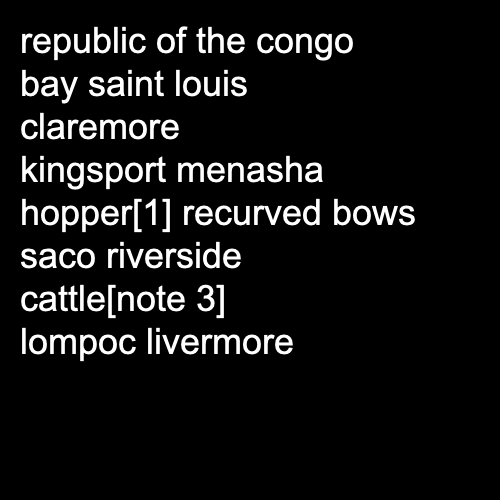 republic of the congo
bay saint louis
claremore
kingsport menasha
hopper[1] recurved bows
saco riverside
cattle[note 3]
lompoc livermore